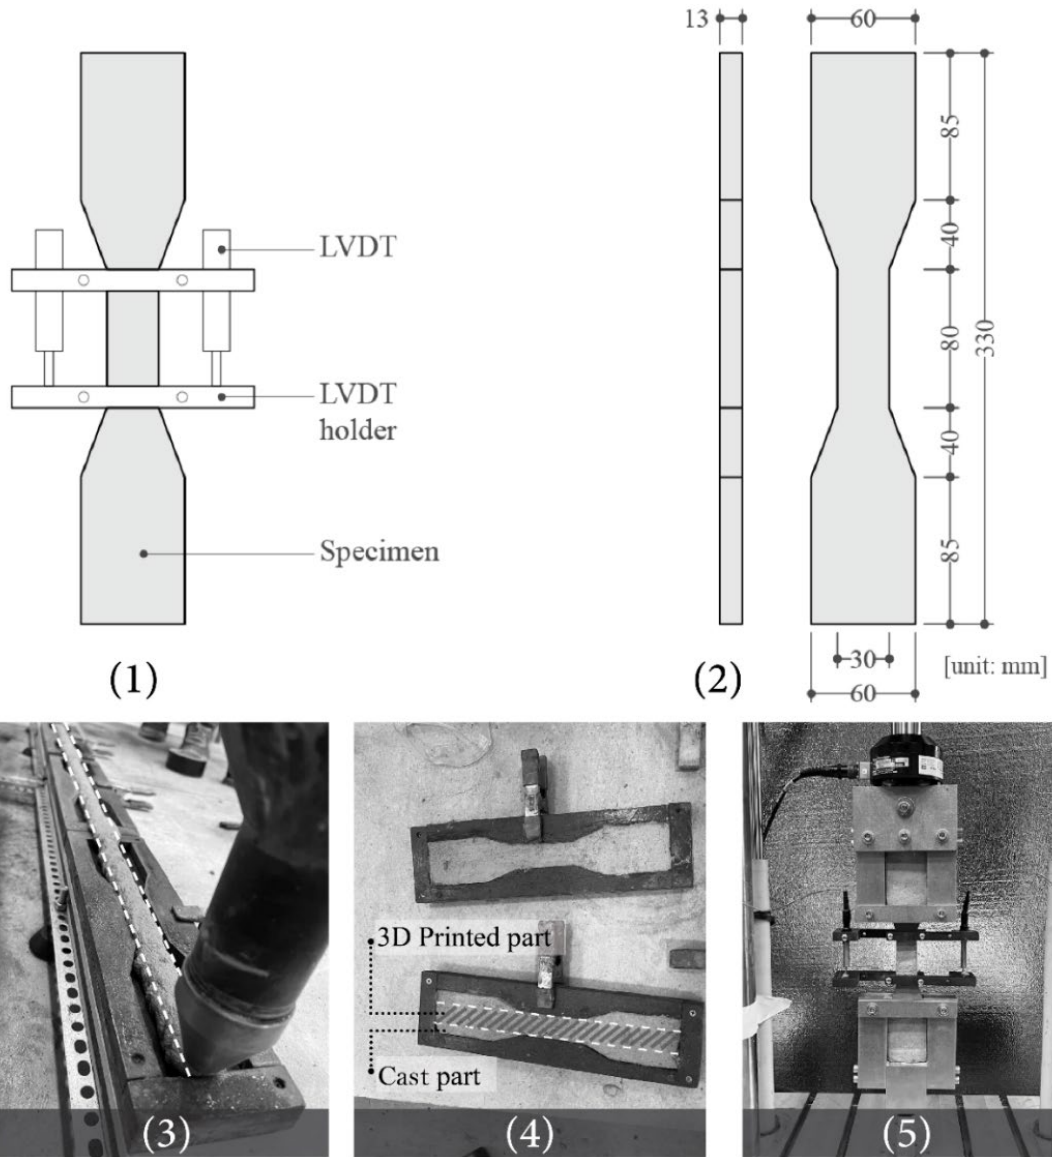 13
60
LVDT
LVDT
holder
Specimen
85
40
80
40
85
330
30
60
[unit: mm]
(1)
(2)
3D Printed part
Cast part
(3)
(4)
(5)